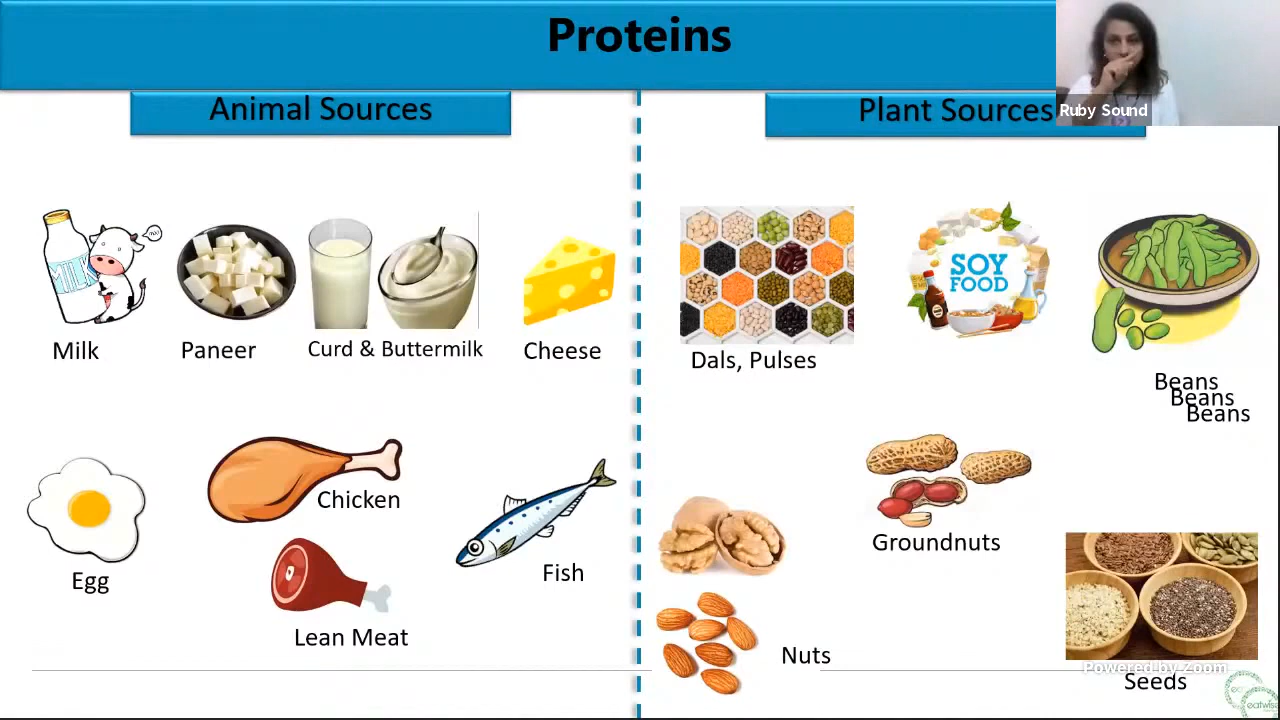 Proteins
Ruby Sound
Animal Sources
Plant Sources
MILK
Milk
Paneer
Curd & Buttermilk
Cheese
SOY
FOOD
Dals, Pulses
Beans
Beans
Beans
Chicken
Egg
Lean Meat
Fish
Groundnuts
Nuts
Powered by Zoom
Seeds